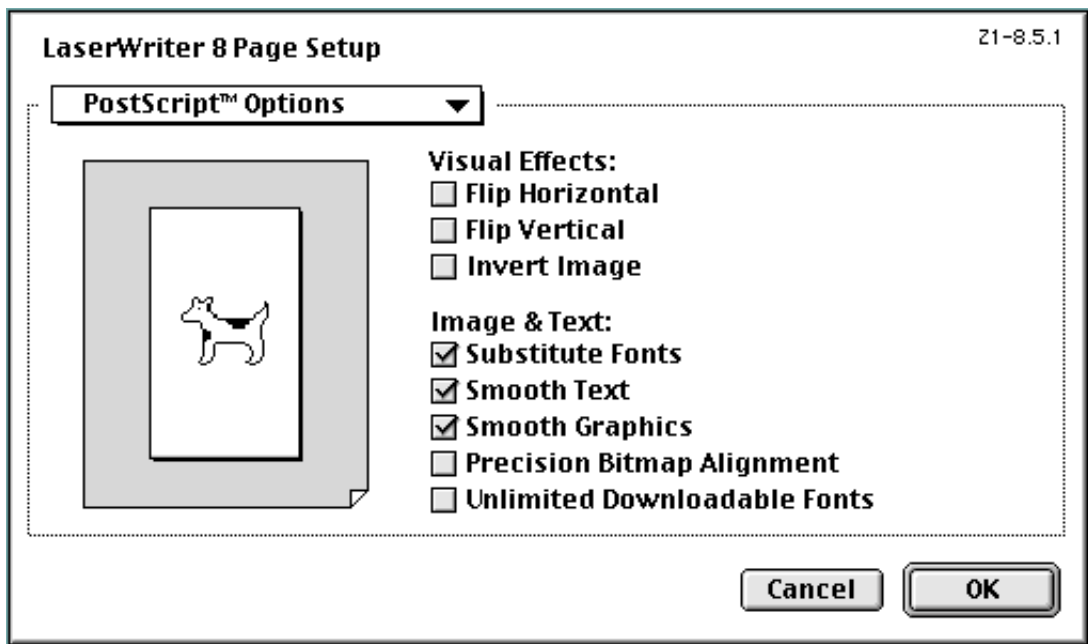 LaserWriter 8 Page Setup
Z1-8.5.1
PostScript™ Options
Visual Effects:
Flip Horizontal
Flip Vertical
Invert Image
Image & Text:
Substitute Fonts
Smooth Text
Smooth Graphics
Precision Bitmap Alignment
Unlimited Downloadable Fonts
Cancel
OK